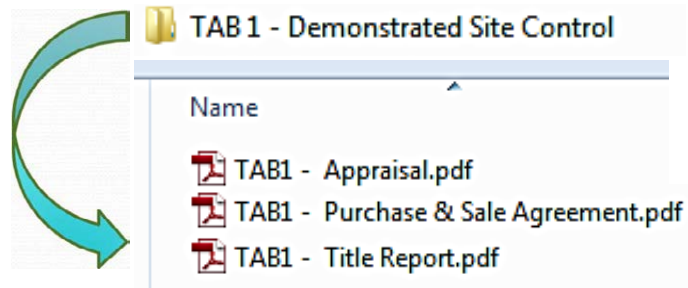 TAB 1 - Demonstrated Site Control
Name
TAB1 - Appraisal.pdf
TAB1 - Purchase & Sale Agreement.pdf
TAB1 - Title Report.pdf